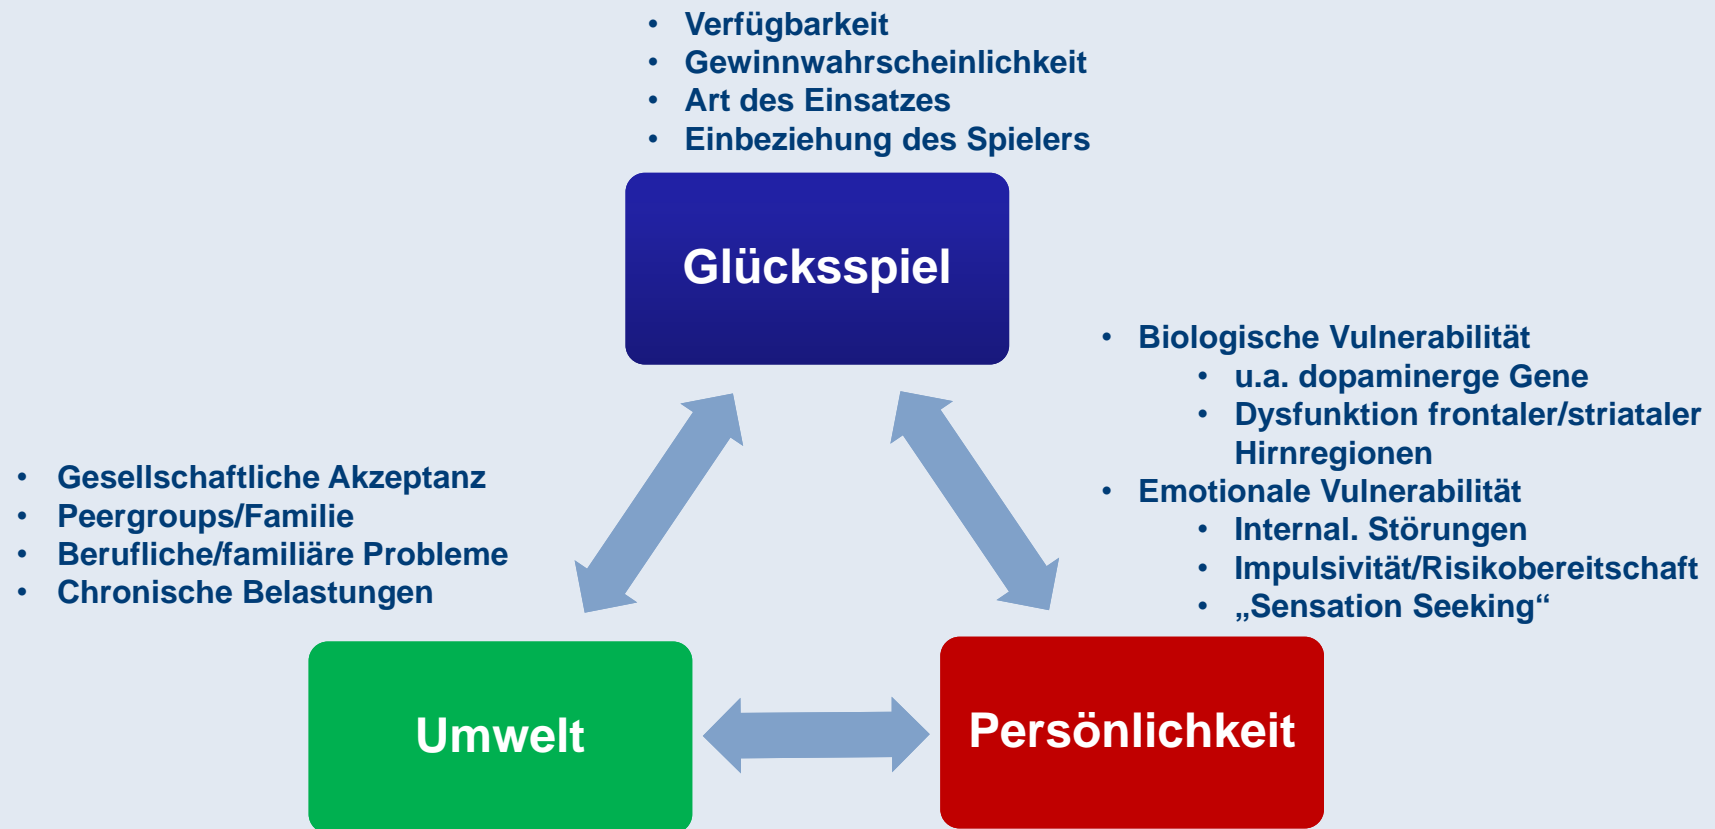 • Verfügbarkeit
• Gewinnwahrscheinlichkeit
• Art des Einsatzes
• Einbeziehung des Spielers
Glücksspiel
• Biologische Vulnerabilität
• u.a. dopaminerge Gene
• Dysfunktion frontaler/striataler
Hirnregionen
• Emotionale Vulnerabilität
• Internal. Störungen
• Impulsivität/Risikobereitschaft
• „Sensation Seeking“
• Gesellschaftliche Akzeptanz
• Peergroups/Familie
• Berufliche/familiäre Probleme
• Chronische Belastungen
Umwelt
Persönlichkeit